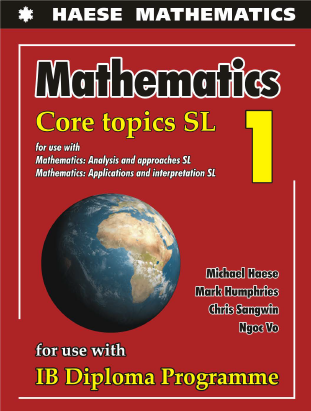 HAESE MATHEMATICS
Mathematics
Core topics SL
1
for use with
Mathematics: Analysis and approaches SL
Mathematics: Applications and interpretation SL
Michael Haese
Mark Humphries
Chris Sangwin
Ngoc Vo
for use with
IB Diploma Programme